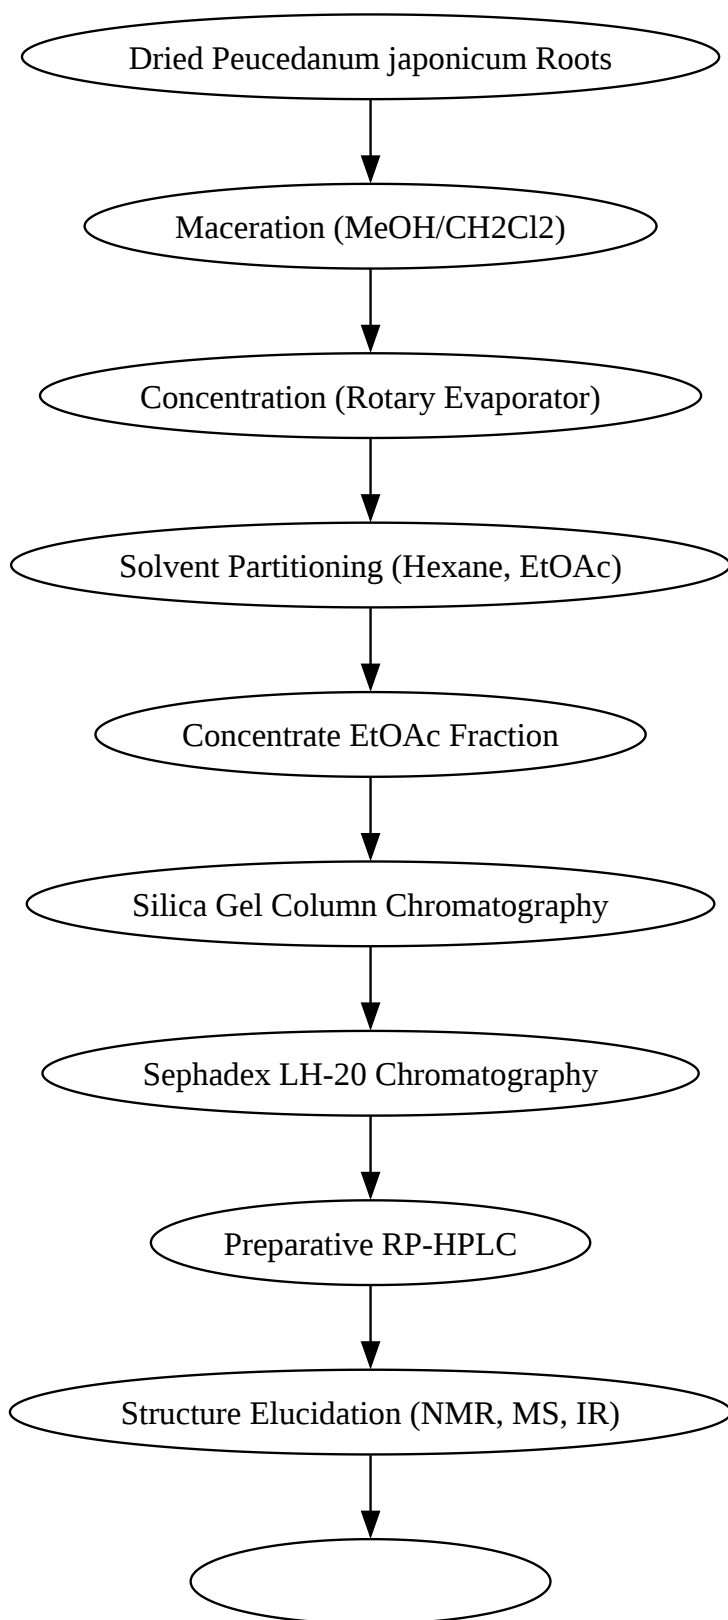 Dried Peucedanum japonicum Roots
Maceration (MeOH/CH2Cl2)
Concentration (Rotary Evaporator)
Solvent Partitioning (Hexane, EtOAc)
Concentrate EtOAc Fraction
Silica Gel Column Chromatography
Sephadex LH-20 Chromatography
Preparative RP-HPLC
Structure Elucidation (NMR, MS, IR)